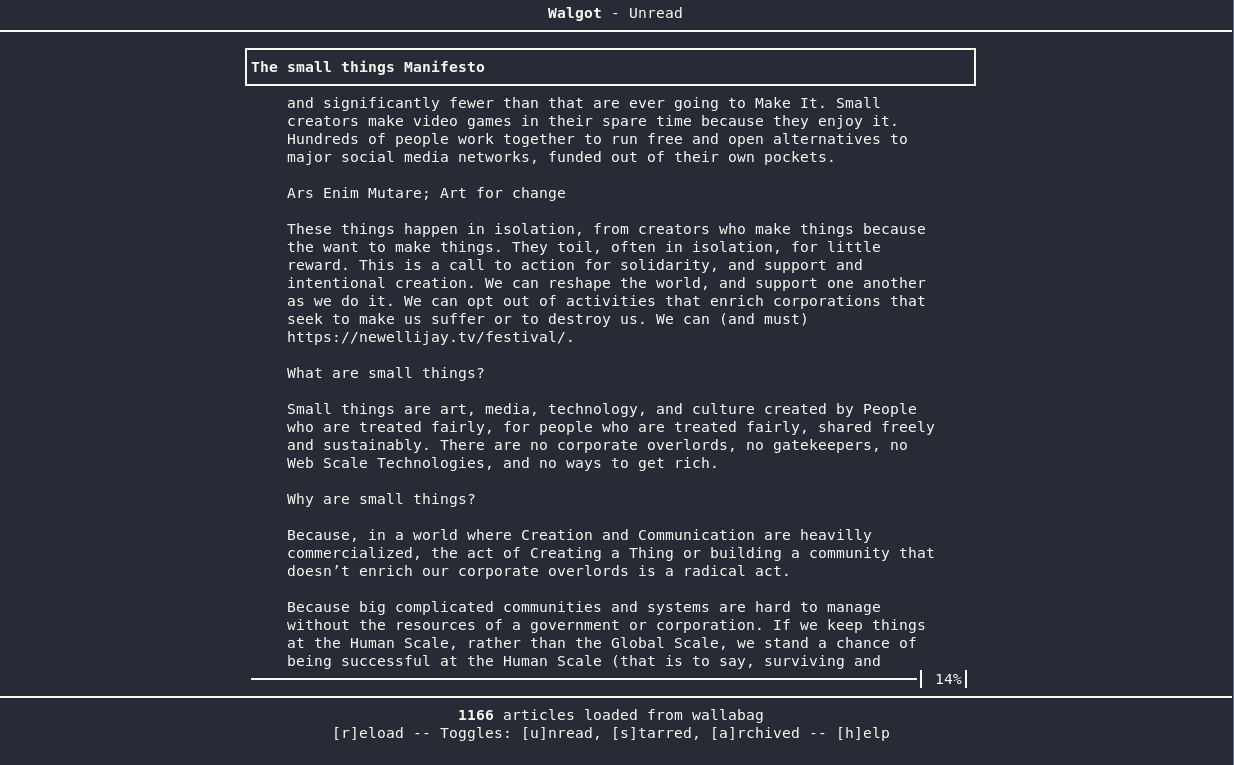 Walgot - Unread
The small things Manifesto
and significantly fewer than that are ever going to Make It. Small
creators make video games in their spare time because they enjoy it.
Hundreds of people work together to run free and open alternatives to
major social media networks, funded out of their own pockets.
Ars Enim Mutare; Art for change
These things happen in isolation, from creators who make things because
the want to make things. They toil, often in isolation, for little
reward. This is a call to action for solidarity, and support and
intentional creation. We can reshape the world, and support one another
as we do it. We can opt out of activities that enrich corporations that
seek to make us suffer or to destroy us. We can (and must)
https://newellijay.tv/festival/.
What are small things?
Small things are art, media, technology, and culture created by People
who are treated fairly, for people who are treated fairly, shared freely
and sustainably. There are no corporate overlords, no gatekeepers, no
Web Scale Technologies, and no ways to get rich.
Why are small things?
Because, in a world where Creation and Communication are heavilly
commercialized, the act of Creating a Thing or building a community that
doesn’t enrich our corporate overlords is a radical act.
Because big complicated communities and systems are hard to manage
without the resources of a government or corporation. If we keep things
at the Human Scale, rather than the Global Scale, we stand a chance of
being successful at the Human Scale (that is to say, surviving and
14%
1166 articles loaded from wallabag
[r]eload -- Toggles: [u]nread, [s]tarred, [a]rchived -- [h]elp